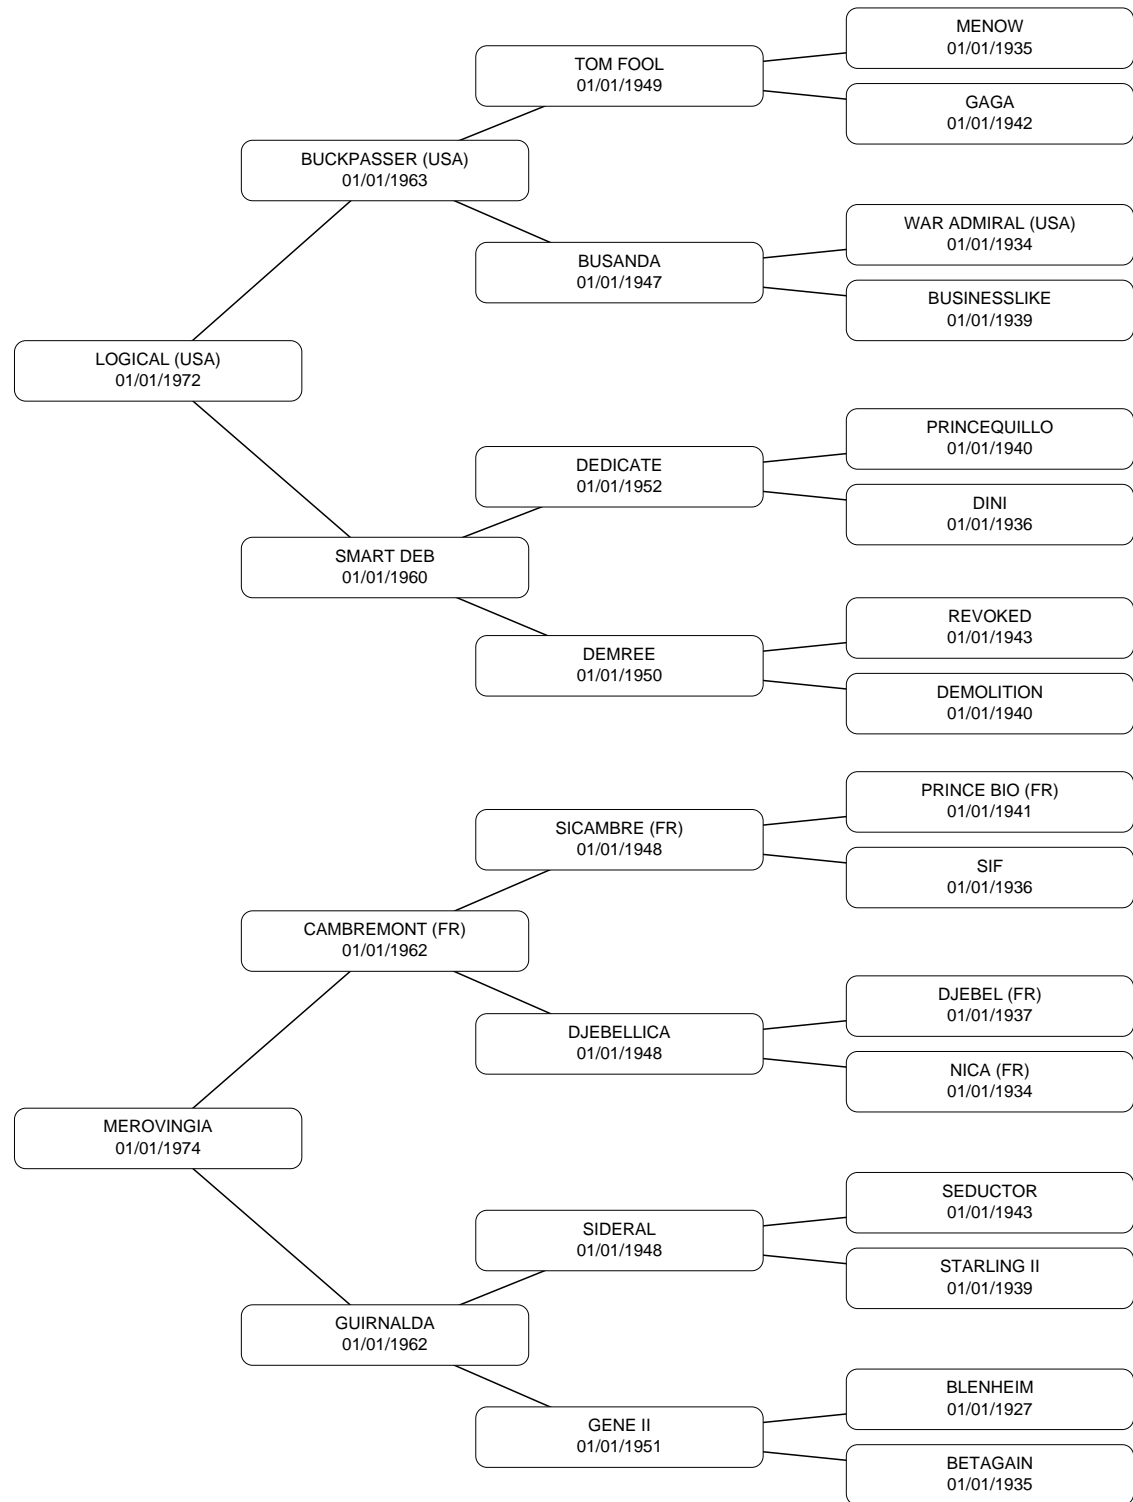 MENOW
01/01/1935
TOM FOOL
01/01/1949
GAGA
01/01/1942
BUCKPASSER (USA)
01/01/1963
WAR ADMIRAL (USA)
01/01/1934
BUSANDA
01/01/1947
BUSINESSLIKE
01/01/1939
LOGICAL (USA)
01/01/1972
PRINCEQUILLO
01/01/1940
DEDICATE
01/01/1952
DINI
01/01/1936
SMART DEB
01/01/1960
REVOKED
01/01/1943
DEMREE
01/01/1950
DEMOLITION
01/01/1940
PRINCE BIO (FR)
01/01/1941
SICAMBRE (FR)
01/01/1948
SIF
01/01/1936
CAMBREMONT (FR)
01/01/1962
DJEBEL (FR)
01/01/1937
DJEBELLICA
01/01/1948
NICA (FR)
01/01/1934
MEROVINGIA
01/01/1974
SEDUCTOR
01/01/1943
SIDERAL
01/01/1948
STARLING II
01/01/1939
GUIRNALDA
01/01/1962
BLENHEIM
01/01/1927
GENE II
01/01/1951
BETAGAIN
01/01/1935